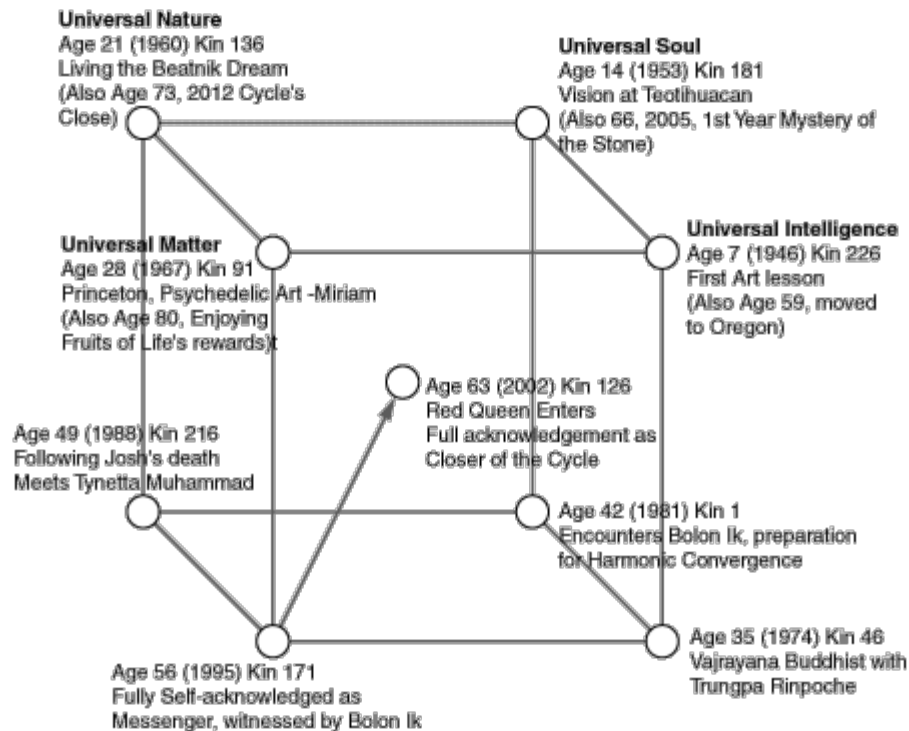 Universal Nature
Age 21 (1960) Kin 136
Living the Beatnik Dream
(Also Age 73, 2012 Cycle's
Close)
Universal Soul
Age 14 (1953) Kin 181
Vision at Teotihuacan
(Also 66, 2005, 1st Year Mystery of
the Stone)
Universal Matter
Age 28 (1967) Kin 91
Princeton, Psychedelic Art -Miriam
(Also Age 80, Enjoying
Fruits of Life's rewards)t
Universal Intelligence
Age 7 (1946) Kin 226
First Art lesson
(Also Age 59, moved
to Oregon)
Age 63 (2002) Kin 126
Red Queen Enters
Full acknowledgement as
Closer of the Cycle
Age 49 (1988) Kin 216
Following Josh's death
Meets Tynetta Muhammad
Age 42 (1981) Kin 1
Encounters Bolon Ik, preparation
for Harmonic Convergence
Age 56 (1995) Kin 171
Fully Self-acknowledged as
Messenger, witnessed by Bolon Ik
Age 35 (1974) Kin 46
Vajrayana Buddhist with
Trungpa Rinpoche